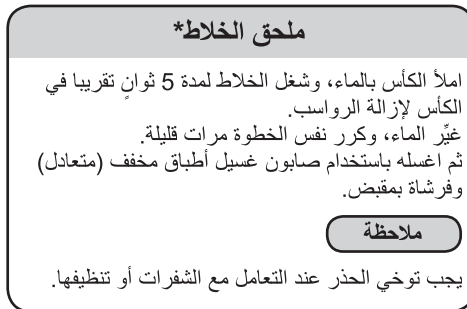 ملحق الخلاط*
املأ الكأس بالماء، وشغل الخلاط لمدة 5 ثوانٍ تقريبا في
الكأس لإزالة الرواسب.
غيِّر الماء، وكرر نفس الخطوة مرات قليلة.
ثم اغسله باستخدام صابون غسيل أطباق مخفف (متعادل)
وفرشاة بمقبض.
ملاحظة
يجب توخي الحذر عند التعامل مع الشفرات أو تنظيفها.